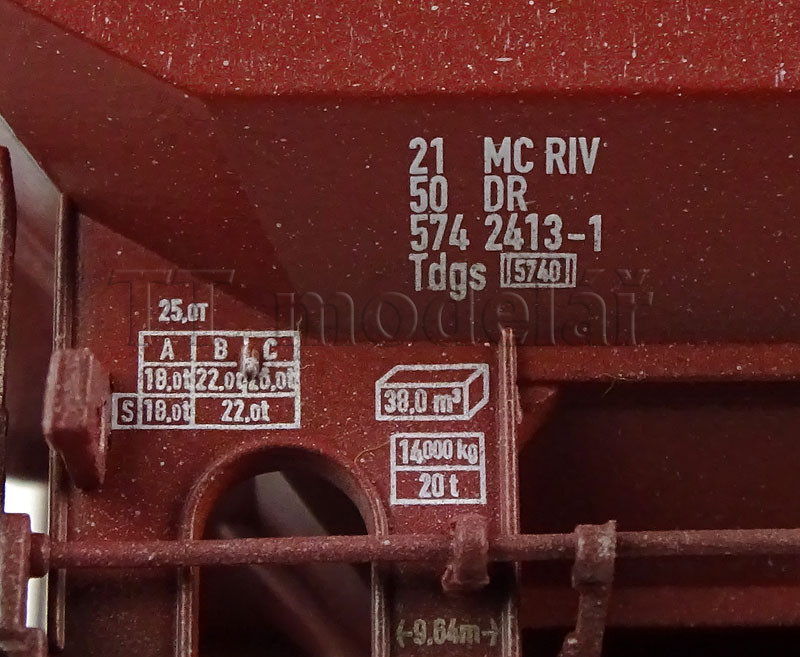 21 MC RIV
50 DR
574 2413-1
Tdgs 5740
TT modelář
25,0T
A B C
18,0t 22,0t 28,0t
S 18,0t 22,0t
38,0 m³
14000 kg
20 t
(-9,64m-)